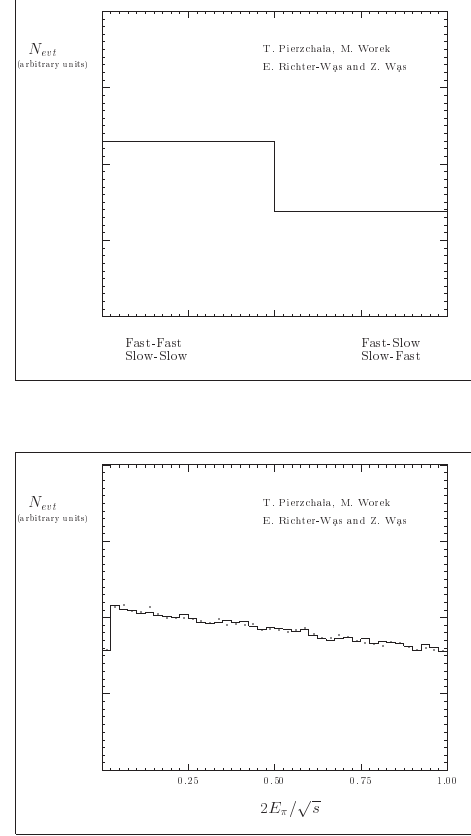 N_evt
(arbitrary units)
T. Pierzchała, M. Worek
E. Richter-Wąs and Z. Wąs
Fast-Fast
Slow-Slow
Fast-Slow
Slow-Fast
N_evt
(arbitrary units)
T. Pierzchała, M. Worek
E. Richter-Wąs and Z. Wąs
0.25 0.50 0.75 1.00
2E_π/√s